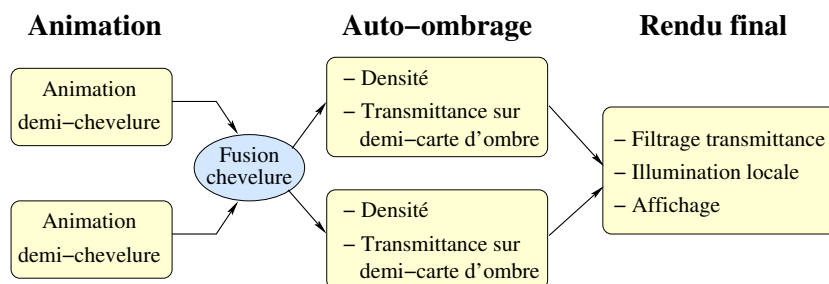 Animation
Auto−ombrage
Rendu final
Animation
demi−chevelure
Animation
demi−chevelure
Fusion
chevelure
− Densité
− Transmittance sur
demi−carte d'ombre
− Densité
− Transmittance sur
demi−carte d'ombre
− Filtrage transmittance
− Illumination locale
− Affichage